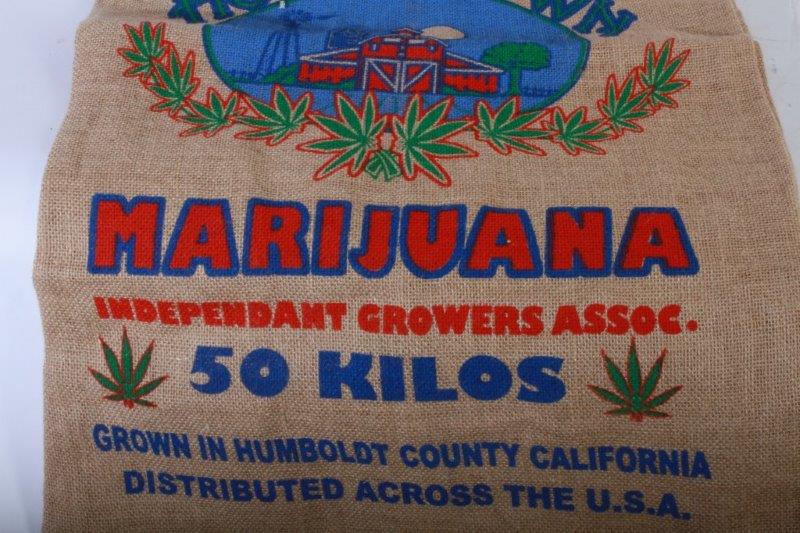 MARIJUANA
INDEPENDANT GROWERS ASSOC.
50 KILOS
GROWN IN HUMBOLDT COUNTY CALIFORNIA
DISTRIBUTED ACROSS THE U.S.A.